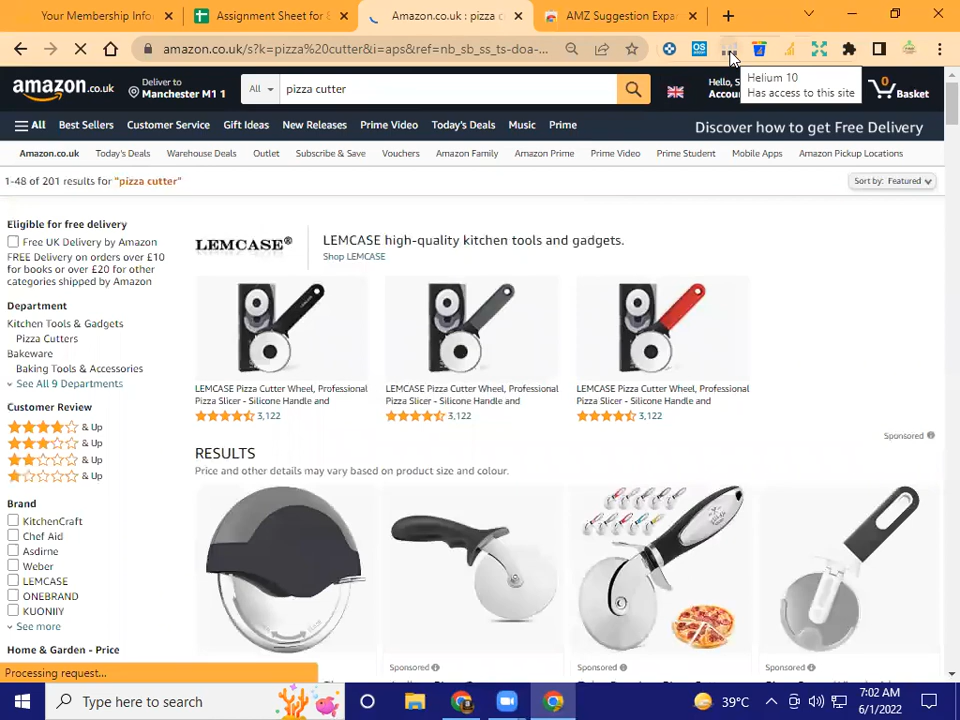 Your Membership Info
Assignment Sheet for 8
Amazon.co.uk : pizza c
AMZ Suggestion Expa
amazon.co.uk/s?k=pizza%20cutter&i=aps&ref=nb_sb_ss_ts-doa-...
Helium 10
Has access to this site
amazon.co.uk
Deliver to
Manchester M1 1
All
pizza cutter
Hello, S
Accou
0
Basket
All
Best Sellers
Customer Service
Gift Ideas
New Releases
Prime Video
Today's Deals
Music
Prime
Discover how to get Free Delivery
Amazon.co.uk
Today's Deals
Warehouse Deals
Outlet
Subscribe & Save
Vouchers
Amazon Family
Amazon Prime
Prime Video
Prime Student
Mobile Apps
Amazon Pickup Locations
1-48 of 201 results for "pizza cutter"
Sort by: Featured
Eligible for free delivery
Free UK Delivery by Amazon
FREE Delivery on orders over £10
for books or over £20 for other
categories shipped by Amazon
Department
Kitchen Tools & Gadgets
Pizza Cutters
Bakeware
Baking Tools & Accessories
See All 9 Departments
Customer Review
& Up
& Up
& Up
& Up
Brand
KitchenCraft
Chef Aid
Asdirne
Weber
LEMCASE
ONEBRAND
KUONIIY
See more
Home & Garden - Price
LEMCASE®
LEMCASE high-quality kitchen tools and gadgets.
Shop LEMCASE
LEMCASE Pizza Cutter Wheel, Professional
Pizza Slicer - Silicone Handle and
3,122
LEMCASE Pizza Cutter Wheel, Professional
Pizza Slicer - Silicone Handle and
3,122
LEMCASE Pizza Cutter Wheel, Professional
Pizza Slicer - Silicone Handle and
3,122
Sponsored
RESULTS
Price and other details may vary based on product size and colour.
Sponsored
Sponsored
Sponsored
Processing request...
Type here to search
39°C
7:02 AM
6/1/2022